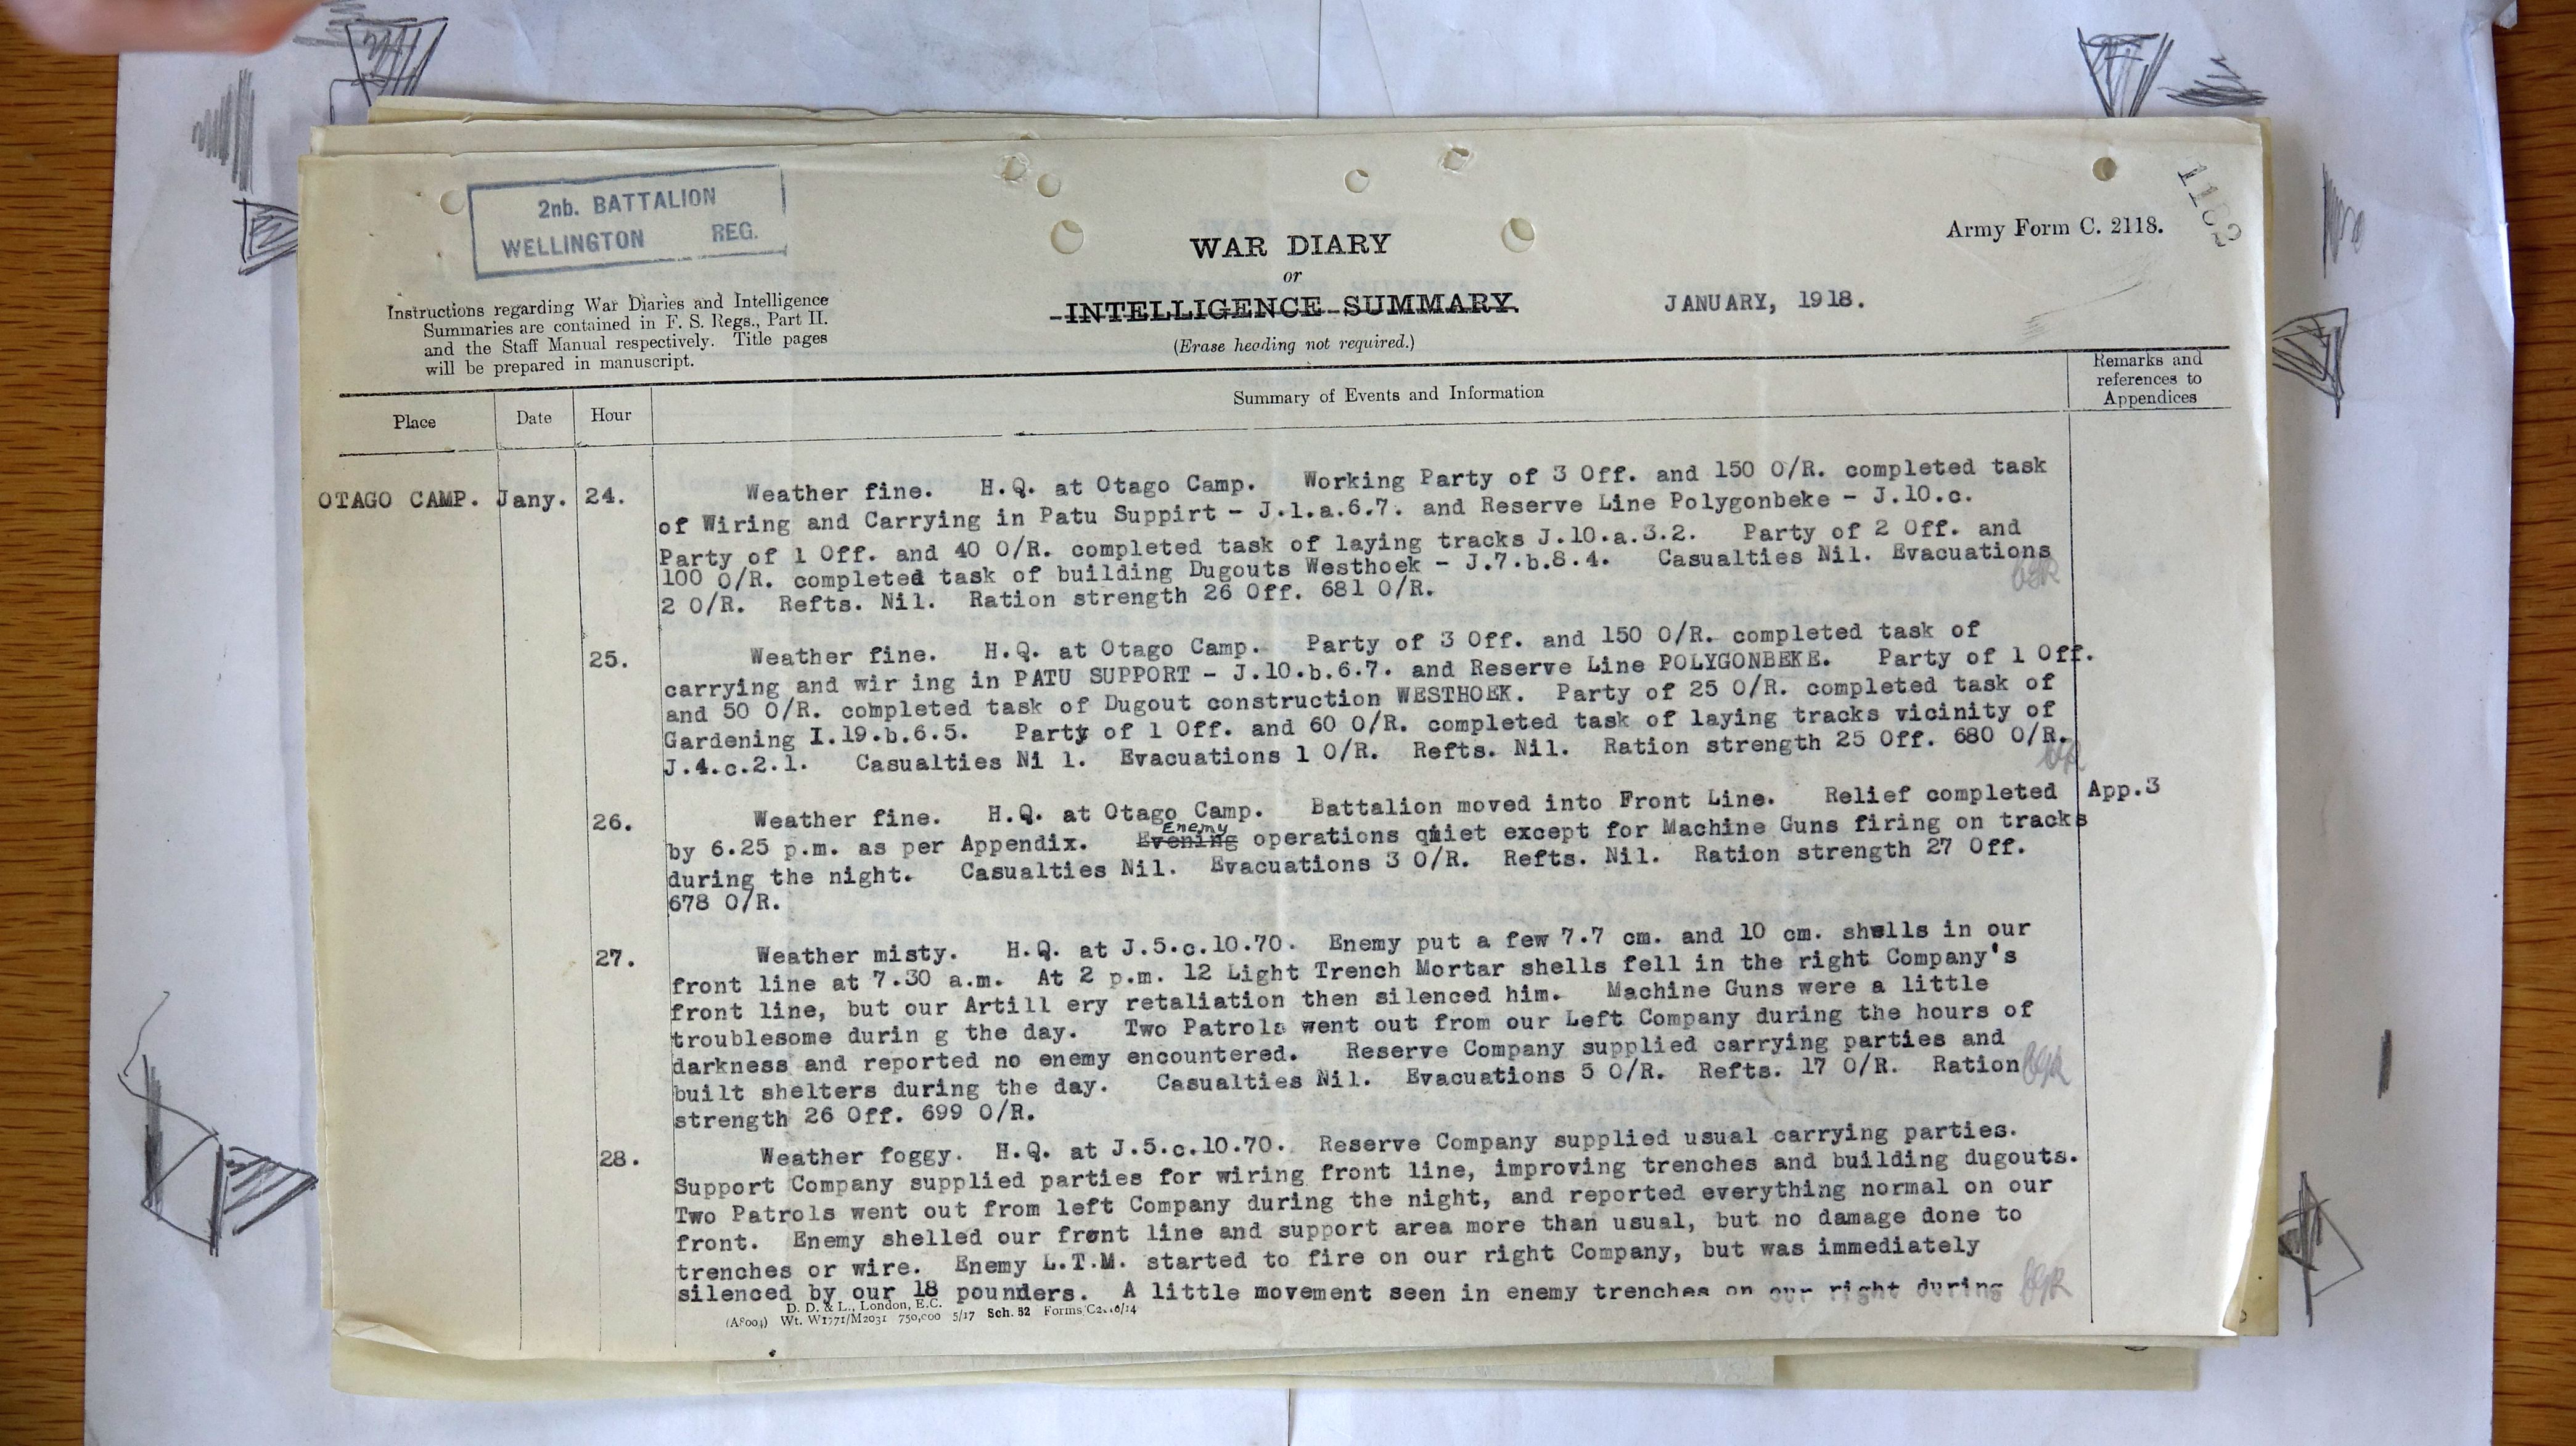 2nb. BATTALION
WELLINGTON REG.
Army Form C. 2118.
WAR DIARY
or
INTELLIGENCE SUMMARY.
(Erase heading not required.)
JANUARY, 1918.
Instructions regarding War Diaries and Intelligence
Summaries are contained in F. S. Regs., Part II.
and the Staff Manual respectively. Title pages
will be prepared in manuscript.
Place
Date
Hour
Summary of Events and Information
Remarks and
references to
Appendices
OTAGO CAMP. Jany. 24. Weather fine. H.Q. at Otago Camp. Working Party of 3 Off. and 150 O/R. completed task
of Wiring and Carrying in Patu Suppirt - J.1.a.6.7. and Reserve Line Polygonbeke - J.10.c.
Party of 1 Off. and 40 O/R. completed task of laying tracks J.10.a.3.2. Party of 2 Off. and
100 O/R. completed task of building Dugouts Westhoek - J.7.b.8.4. Casualties Nil. Evacuations
2 O/R. Refts. Nil. Ration strength 26 Off. 681 O/R.
25. Weather fine. H.Q. at Otago Camp. Party of 3 Off. and 150 O/R. completed task of
carrying and wir ing in PATU SUPPORT - J.10.b.6.7. and Reserve Line POLYGONBEKE. Party of 1 Off.
and 50 O/R. completed task of Dugout construction WESTHOEK. Party of 25 O/R. completed task of
Gardening I.19.b.6.5. Party of 1 Off. and 60 O/R. completed task of laying tracks vicinity of
J.4.c.2.1. Casualties Ni l. Evacuations 1 O/R. Refts. Nil. Ration strength 25 Off. 680 O/R.
26. Weather fine. H.Q. at Otago Camp. Battalion moved into Front Line. Relief completed App.3
Enemy
by 6.25 p.m. as per Appendix. Evening operations quiet except for Machine Guns firing on tracks
during the night. Casualties Nil. Evacuations 3 O/R. Refts. Nil. Ration strength 27 Off.
678 O/R.
27. Weather misty. H.Q. at J.5.c.10.70. Enemy put a few 7.7 cm. and 10 cm. shells in our
front line at 7.30 a.m. At 2 p.m. 12 Light Trench Mortar shells fell in the right Company's
front line, but our Artill ery retaliation then silenced him. Machine Guns were a little
troublesome durin g the day. Two Patrols went out from our Left Company during the hours of
darkness and reported no enemy encountered. Reserve Company supplied carrying parties and
built shelters during the day. Casualties Nil. Evacuations 5 O/R. Refts. 17 O/R. Ration
strength 26 Off. 699 O/R.
28. Weather foggy. H.Q. at J.5.c.10.70. Reserve Company supplied usual carrying parties.
Support Company supplied parties for wiring front line, improving trenches and building dugouts.
Two Patrols went out from left Company during the night, and reported everything normal on our
front. Enemy shelled our front line and support area more than usual, but no damage done to
trenches or wire. Enemy L.T.M. started to fire on our right Company, but was immediately
silenced by our 18 pounders. A little movement seen in enemy trenches on our right during
D. D. & L., London, E.C.
Wt. W1771/M2031 750,000 5/17 Sch. 52